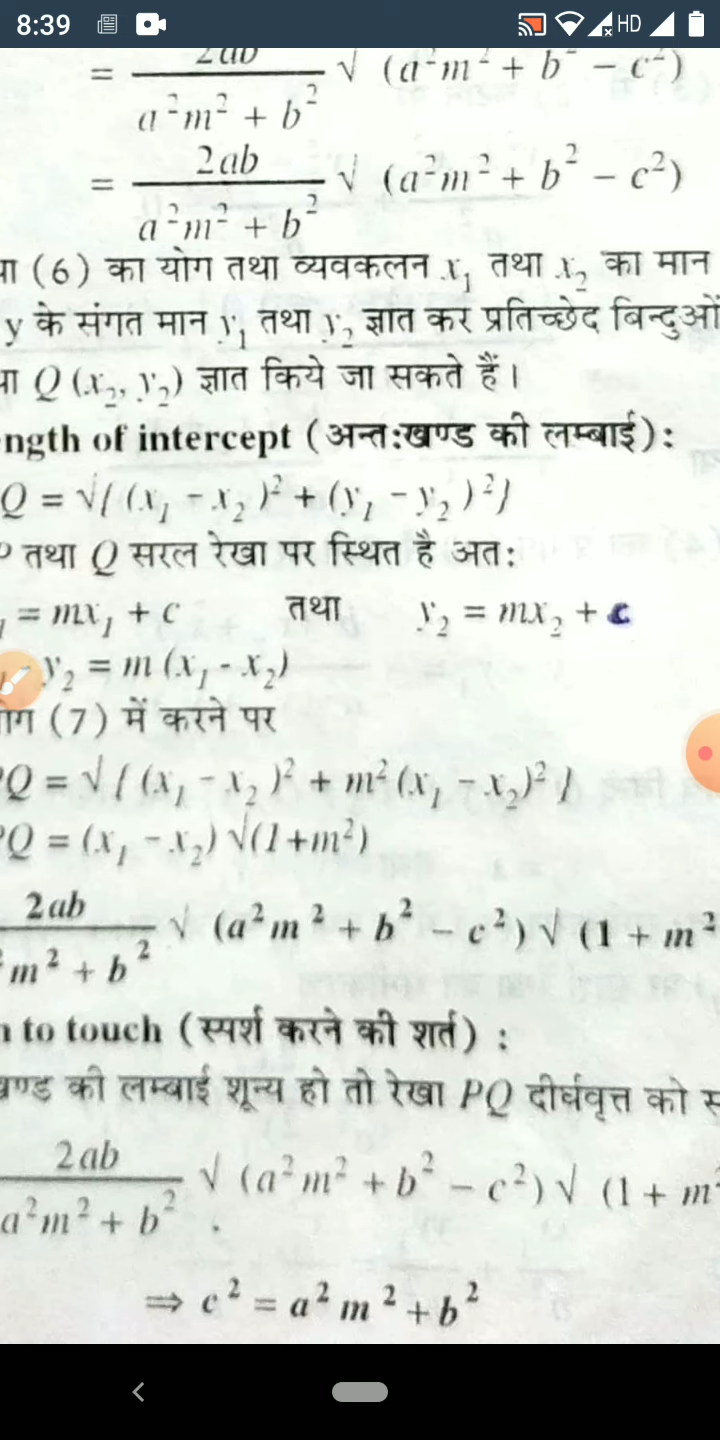 8:39 HD
= 2ab / a²m² + b² √ (a²m² + b² − c²)
= 2ab / a²m² + b² √ (a²m² + b² − c²)
(6) का योग तथा व्यवकलन x₁ तथा x₂ का मान
y के संगत मान y₁ तथा y₂ ज्ञात कर प्रतिच्छेद बिन्दुओं
Q (x₂, y₂) ज्ञात किये जा सकते हैं।
ngth of intercept (अन्त:खण्ड की लम्बाई) :
Q = √{ (x₁ − x₂ )² + (y₁ − y₂ )²}
तथा Q सरल रेखा पर स्थित है अत:
= mx₁ + c तथा y₂ = mx₂ + c
- y₂ = m (x₁ - x₂)
(7) में करने पर
Q = √ { (x₁ − x₂ )² + m² (x₁ − x₂)² }
Q = (x₁ − x₂) √(1+m²)
2ab / m² + b² √ (a²m² + b² − c²) √ (1 + m²
to touch (स्पर्श करने की शर्त) :
की लम्बाई शून्य हो तो रेखा PQ दीर्घवृत्त को
2ab / a²m² + b² √ (a²m² + b² − c²) √ (1 + m²
⇒ c² = a² m² + b²